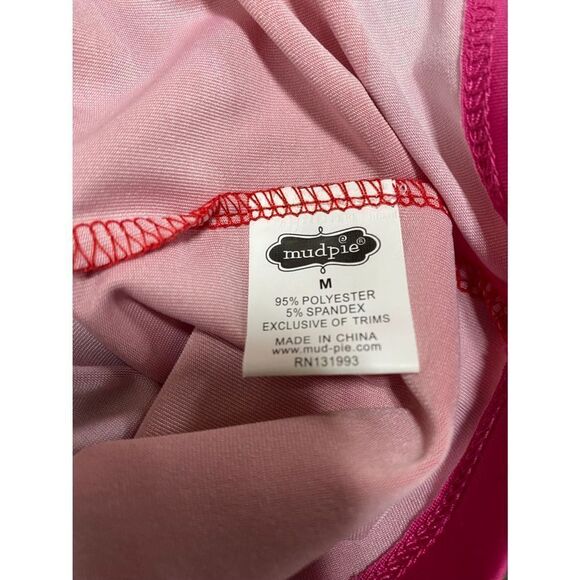 mudpie®
M
95% POLYESTER
5% SPANDEX
EXCLUSIVE OF TRIMS
MADE IN CHINA
www.mud-pie.com
RN131993